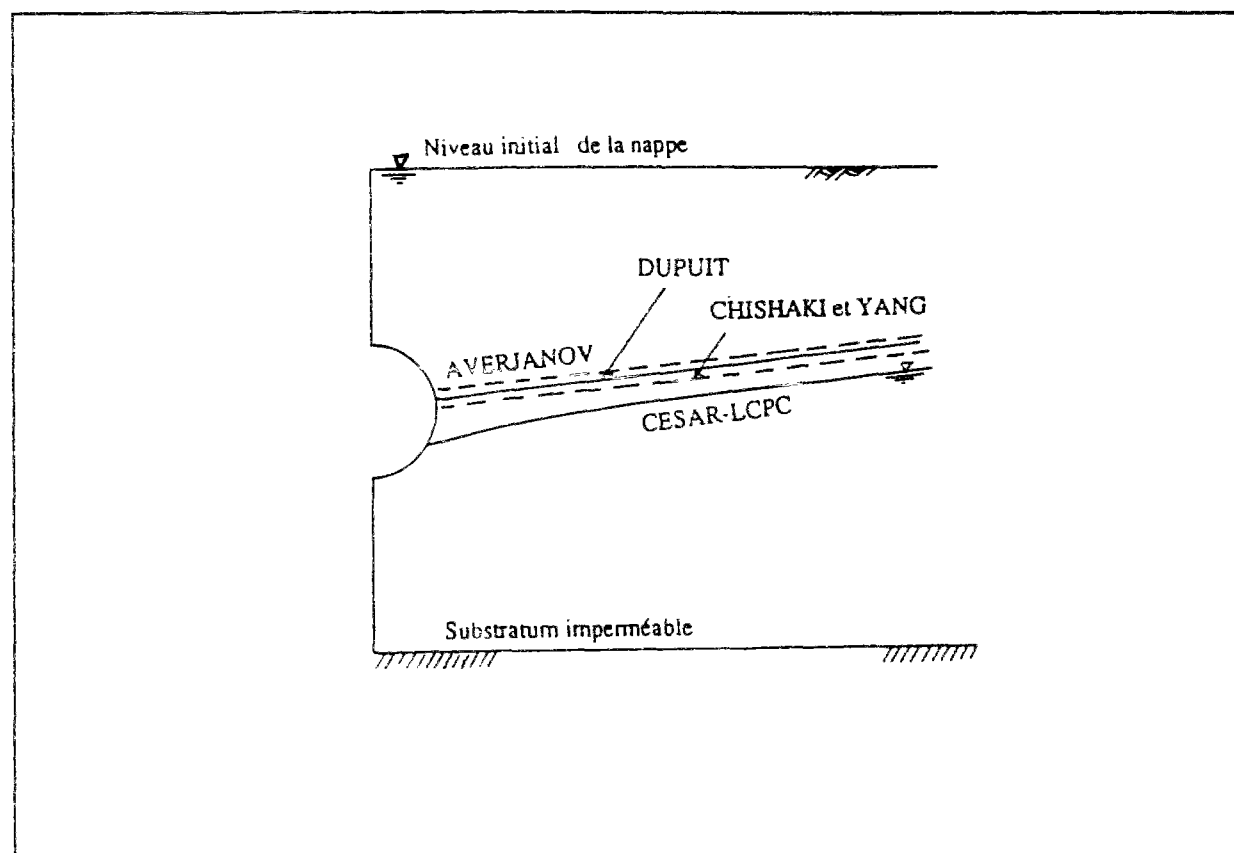 Niveau initial de la nappe
DUPUIT
CHISHAKI et YANG
AVERJANOV
CESAR-LCPC
Substratum imperméable